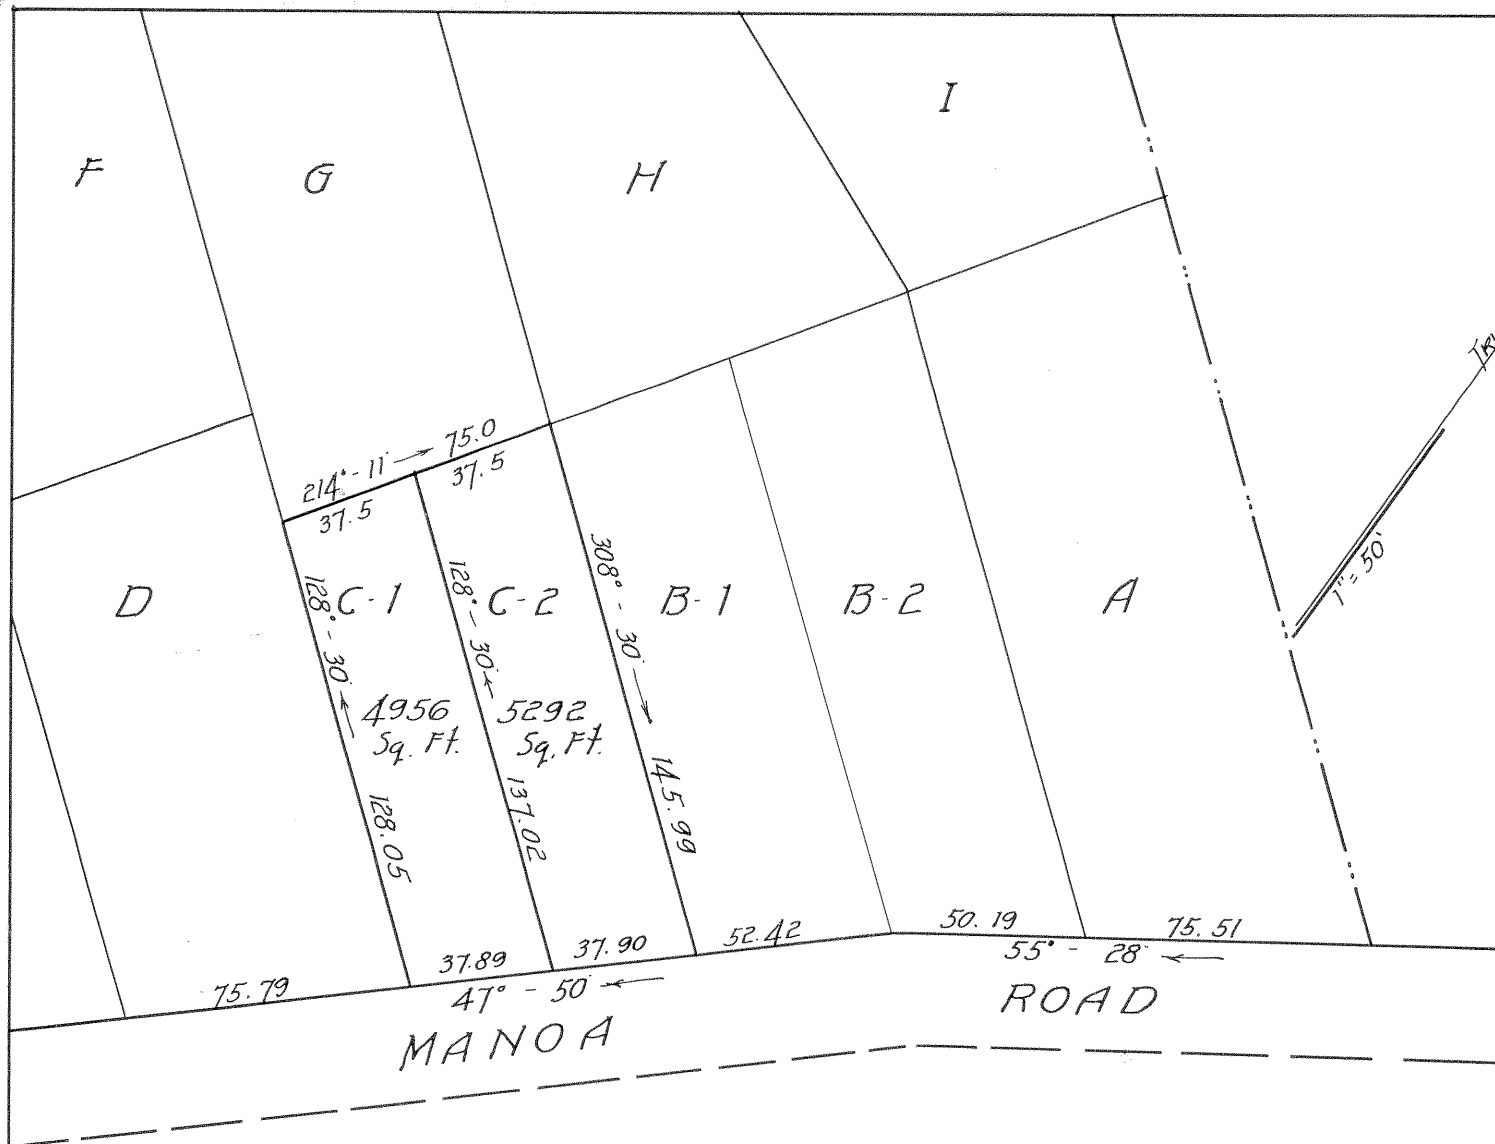 I
F
G
H
214°-11' 75.0
37.5
37.5
1"= 50'
D
C-1
C-2
B-1
B-2
A
128°-30'
128°-30'
308°-30'
4956
Sq. Ft.
5292
Sq. Ft.
128.05
137.02
145.99
75.79
37.89
37.90
52.42
50.19
75.51
47° - 50'
55° - 28'
MANOA ROAD